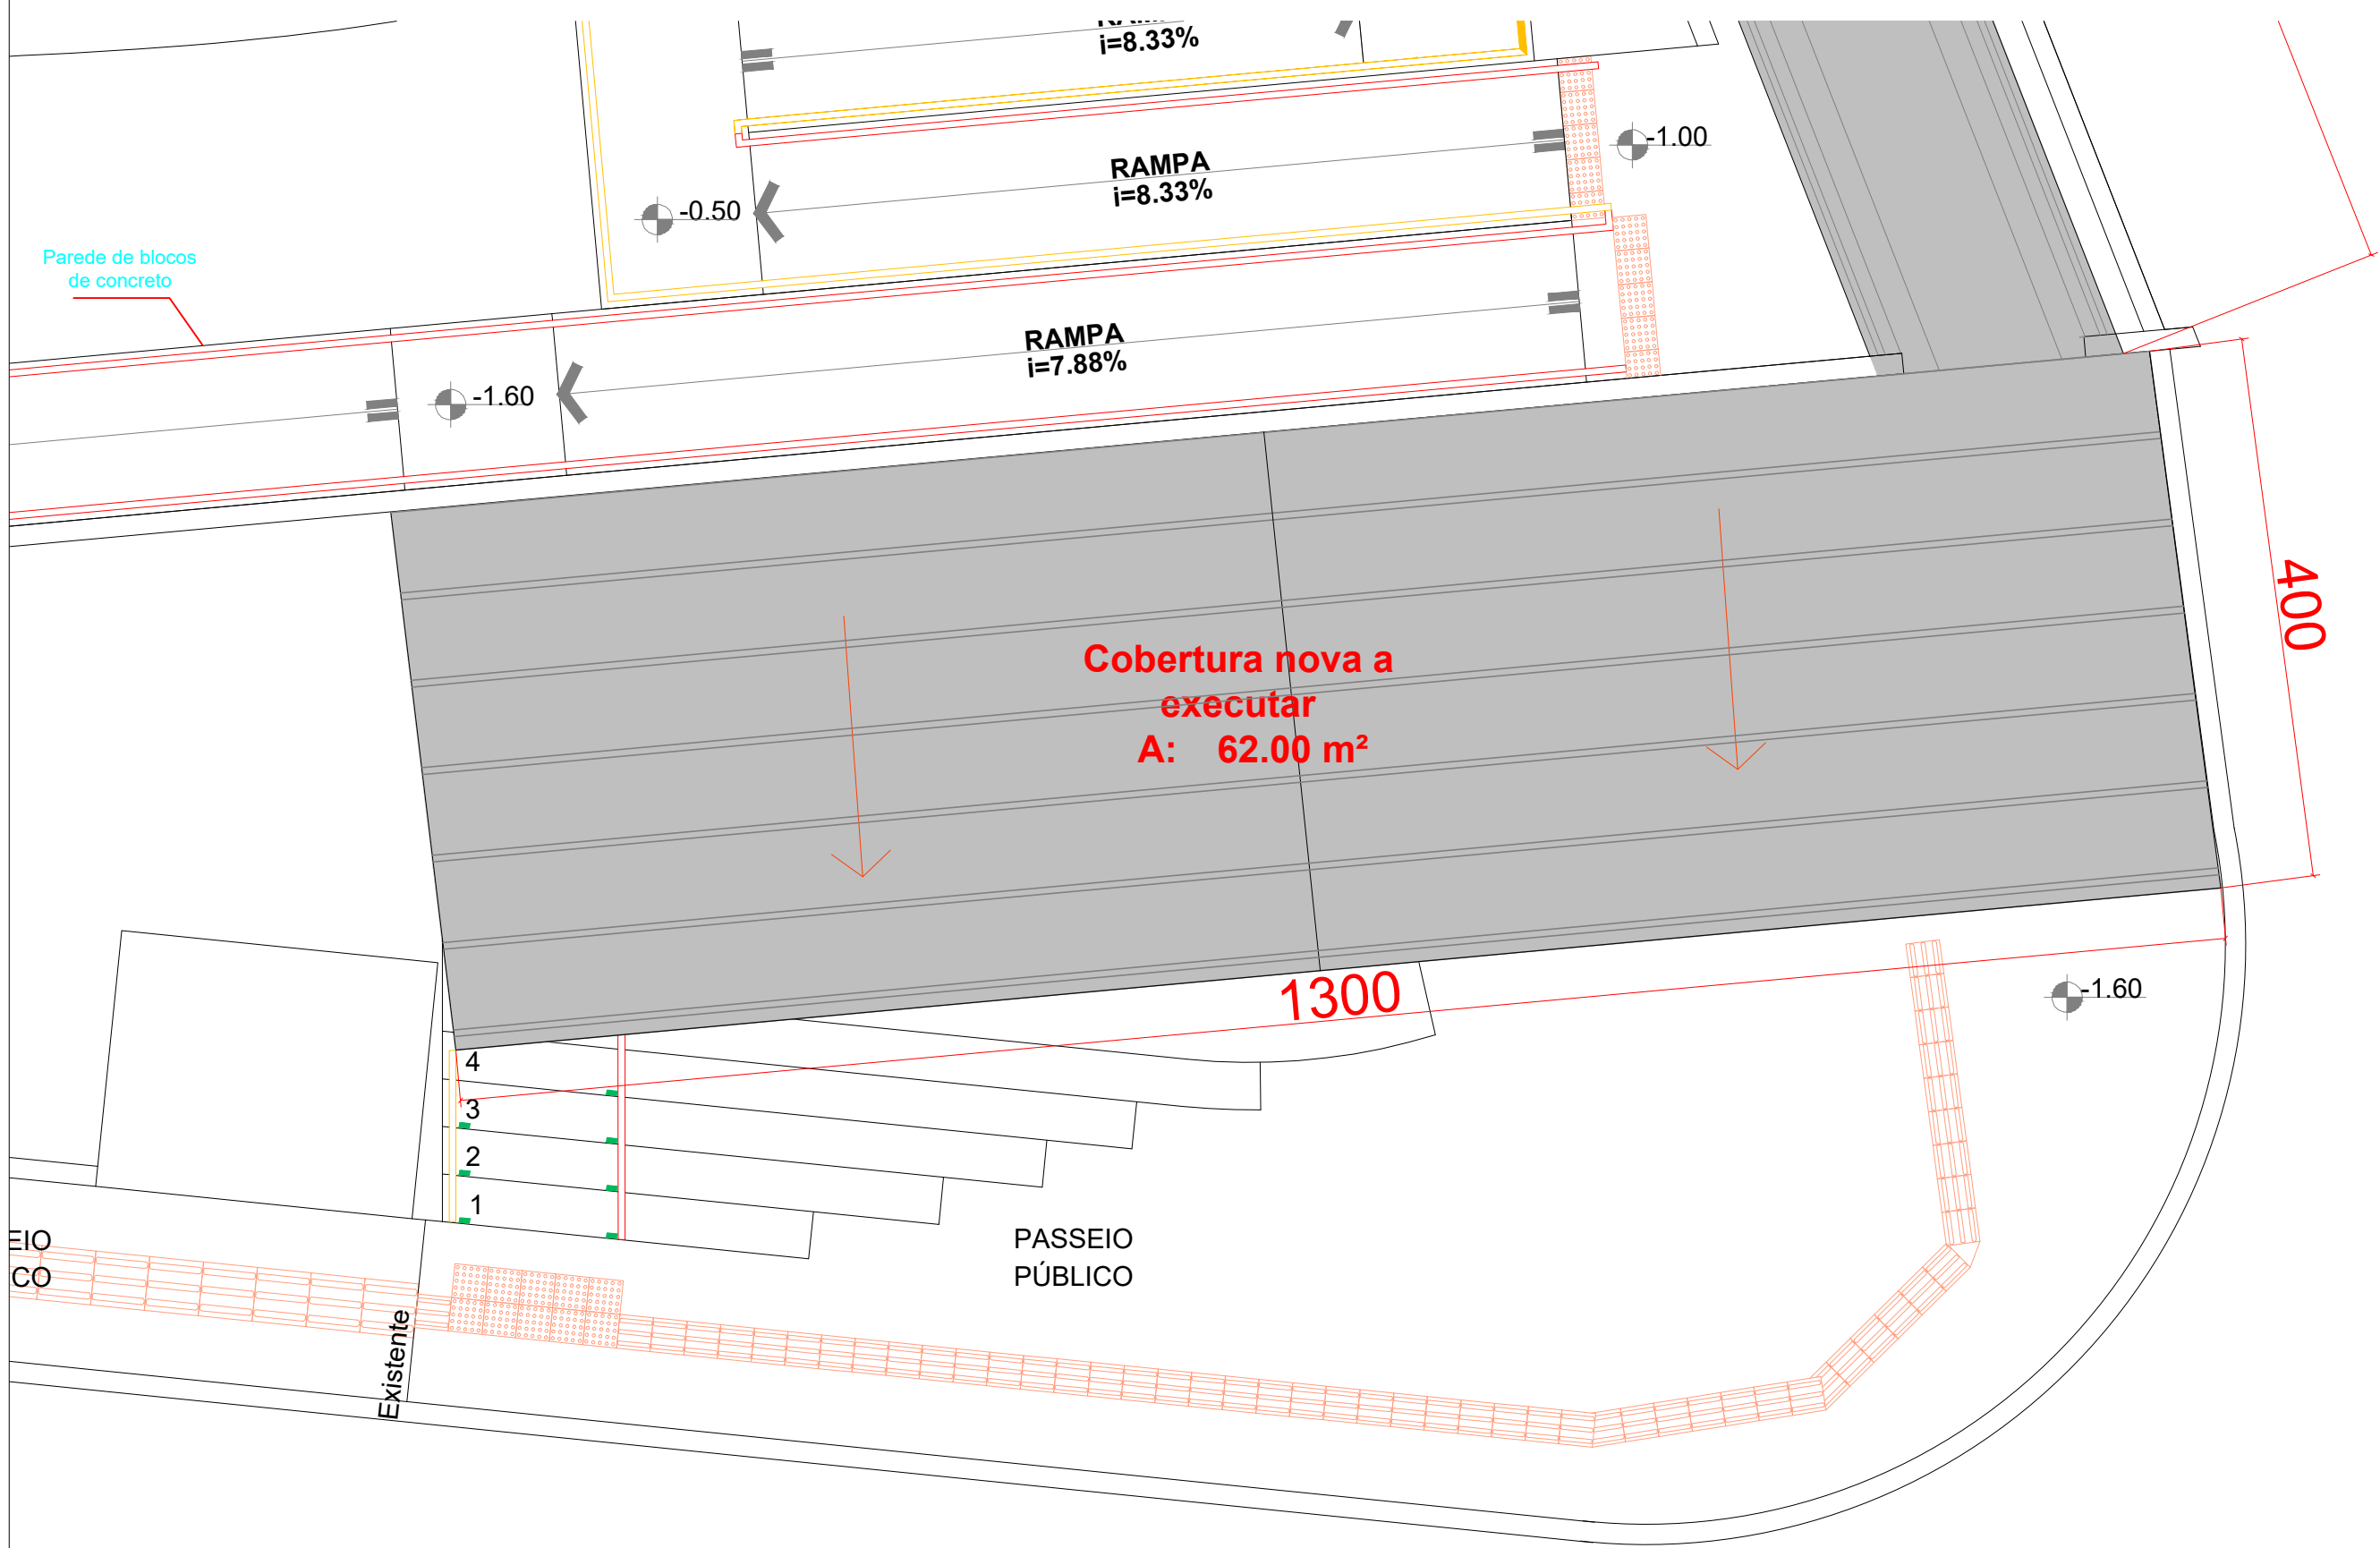 i=8.33%
-1.00
RAMPA
i=8.33%
-0.50
Parede de blocos
de concreto
RAMPA
i=7.88%
-1.60
400
Cobertura nova a
executar
A: 62.00 m²
1300
-1.60
4
3
2
1
PASSEIO
PÚBLICO
EIO
CO
Existente